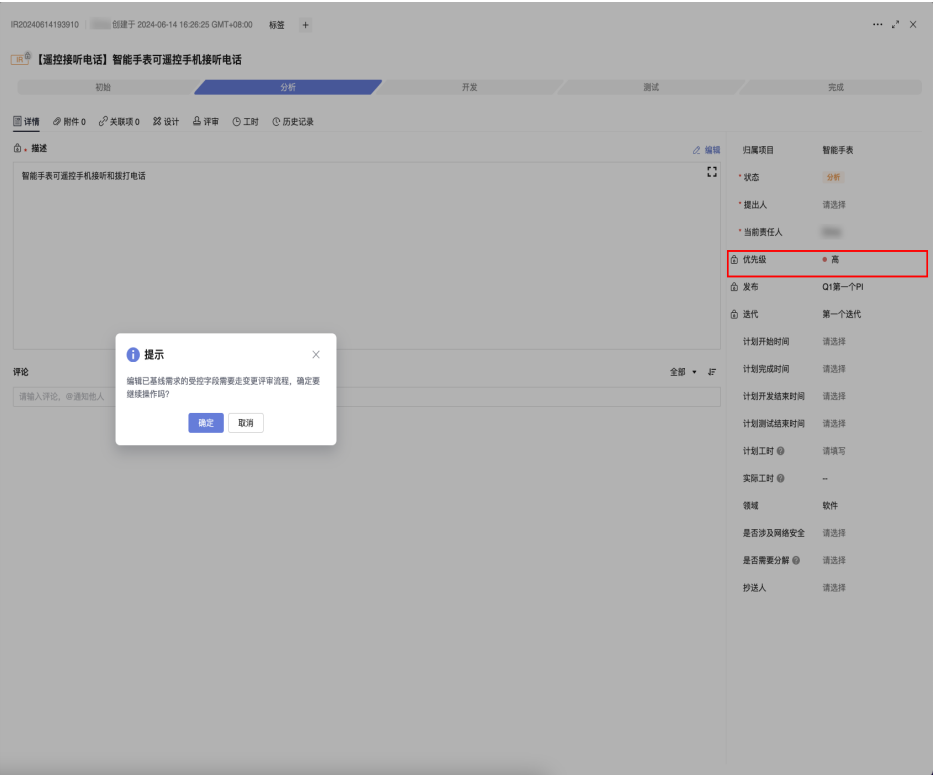 IR20240614193910 创建于 2024-06-14 16:26:25 GMT+08:00 标签 +
IR 【遥控接听电话】智能手表可遥控手机接听电话
初始 分析 开发 测试 完成
详情 附件 0 关联项 0 设计 评审 工时 历史记录
* 描述 编辑
智能手表可遥控手机接听和拨打电话
归属项目 智能手表
* 状态 分析
* 提出人 请选择
* 当前责任人
优先级 高
发布 Q1第一个PI
迭代 第一个迭代
计划开始时间 请选择
计划完成时间 请选择
计划开发结束时间 请选择
计划测试结束时间 请选择
计划工时 请填写
实际工时 --
领域 软件
是否涉及网络安全 请选择
是否需要分解 请选择
抄送人 请选择
提示
编辑已基线需求的受控字段需要走变更评审流程，确定要
继续操作吗?
确定 取消
评论 全部
请输入评论，@通知他人